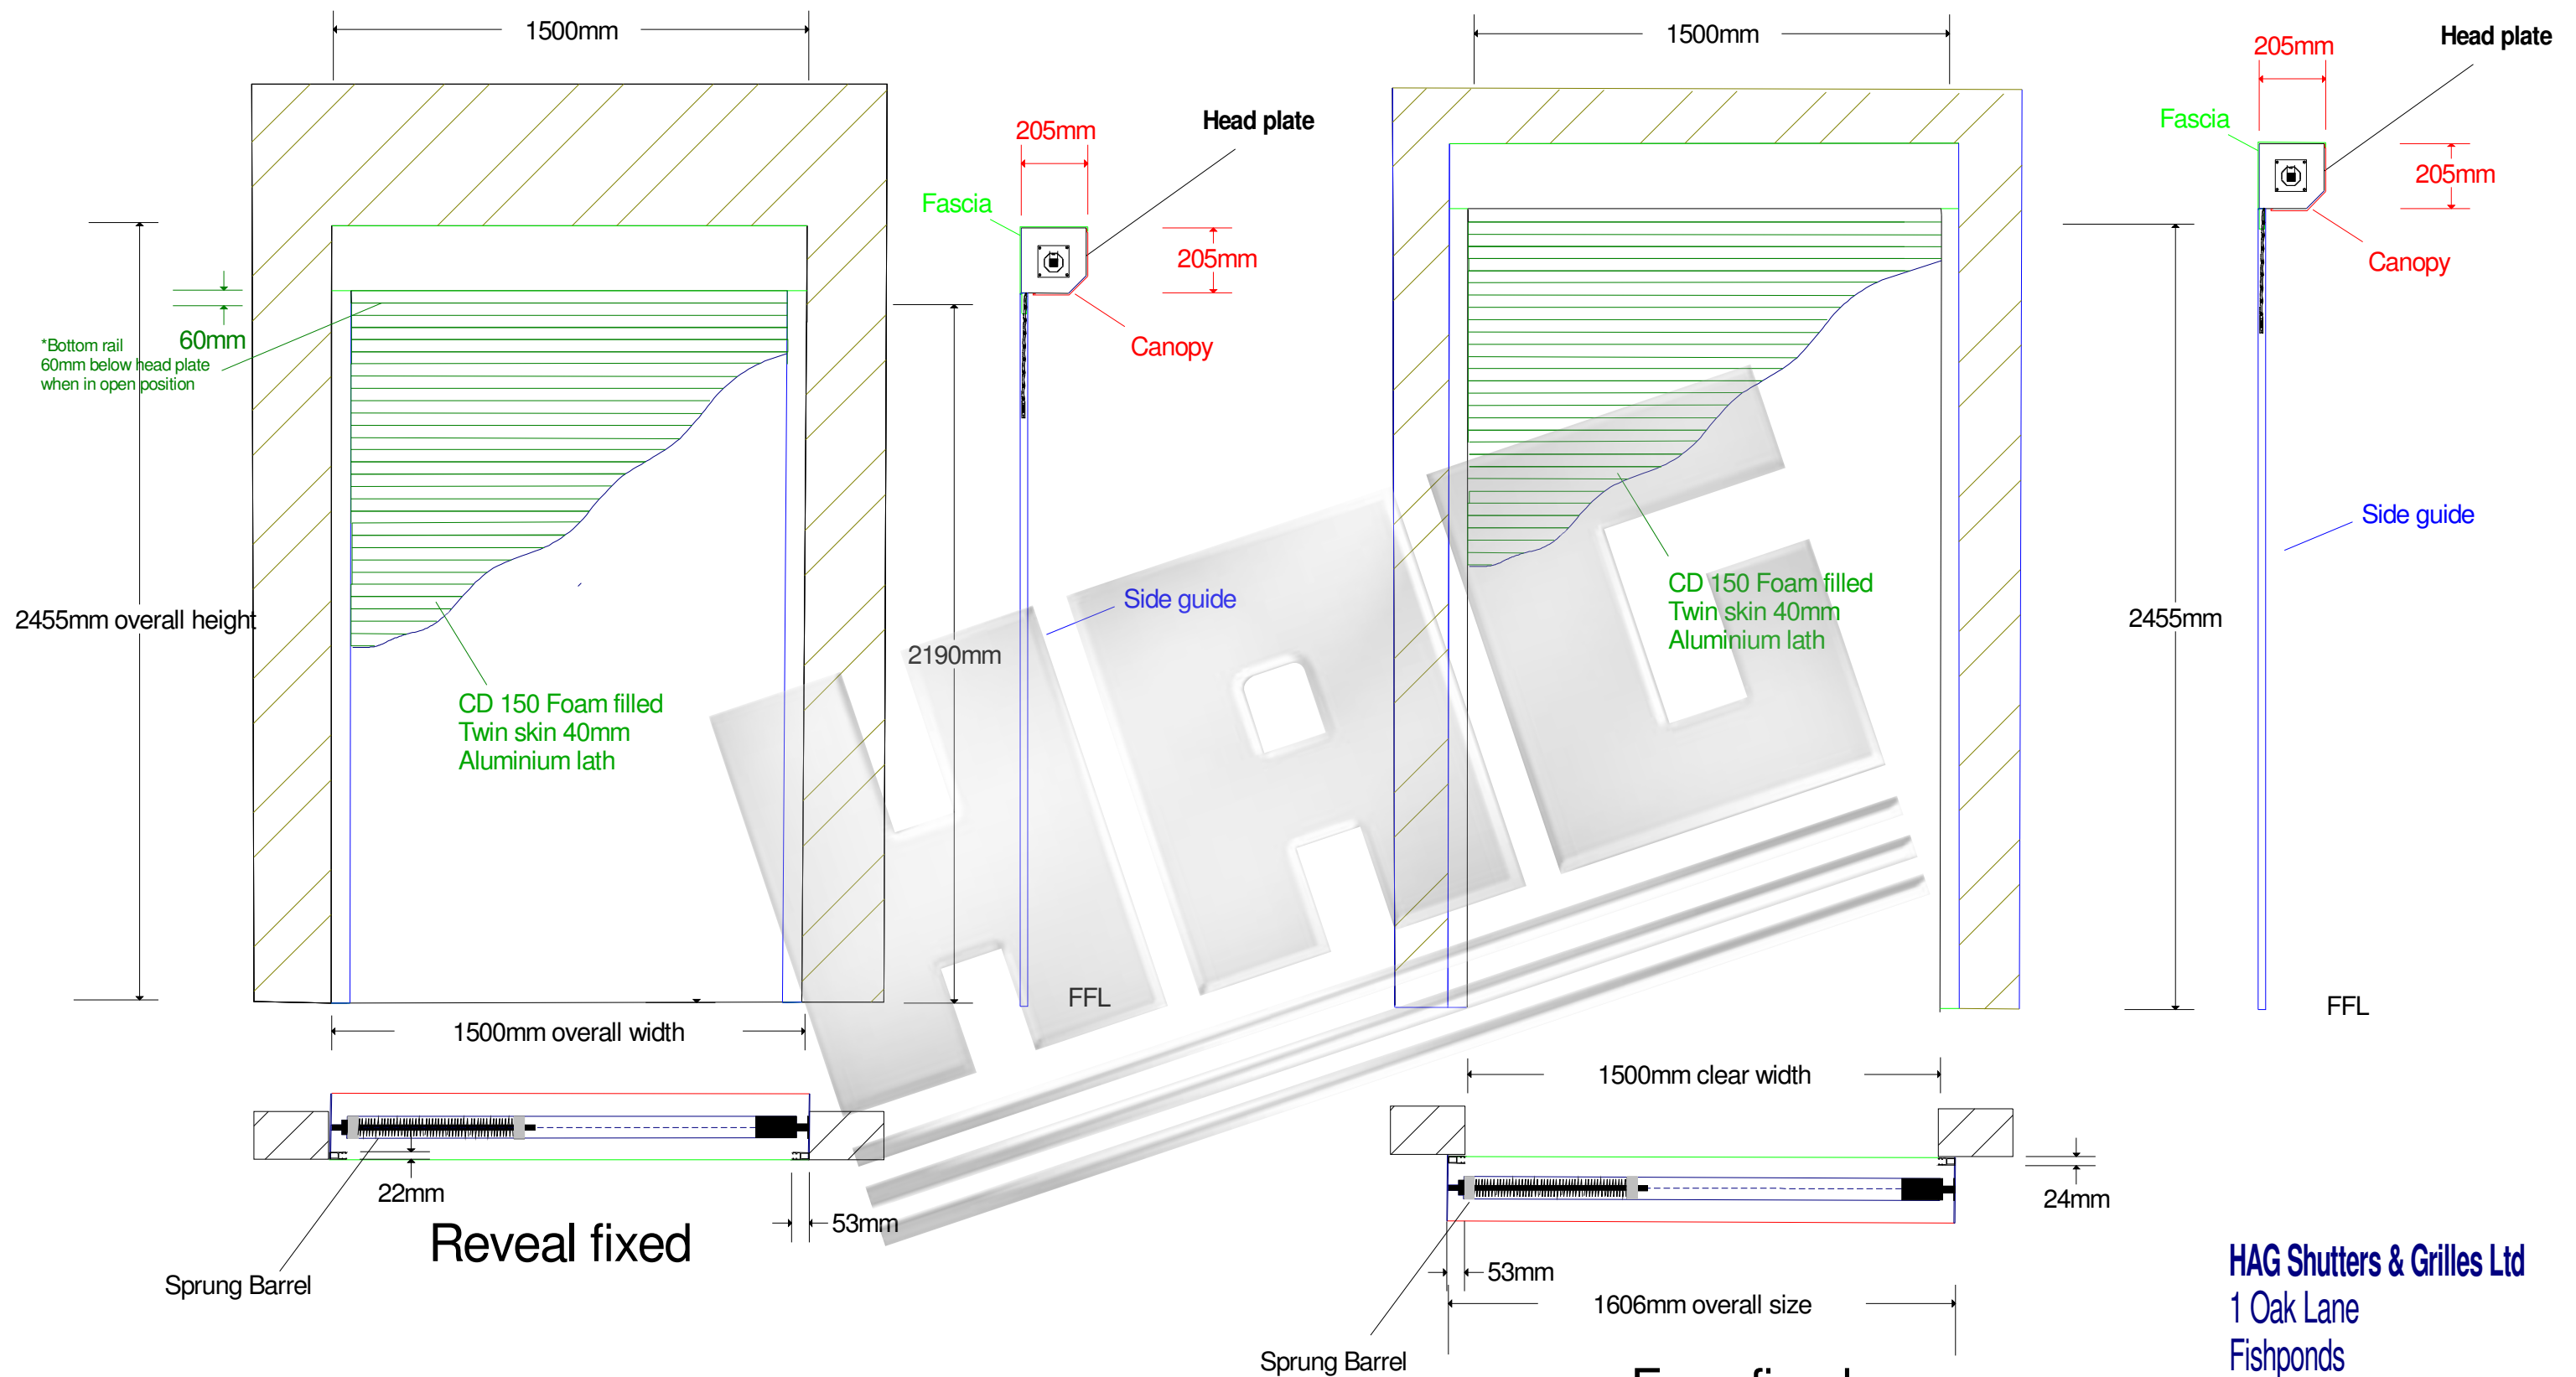 1500mm
Head plate
205mm
Fascia
205mm
Canopy
60mm
*Bottom rail
60mm below head plate
when in open position
2455mm overall height
2190mm
Side guide
CD 150 Foam filled
Twin skin 40mm
Aluminium lath
FFL
1500mm overall width
22mm
53mm
Reveal fixed
Sprung Barrel
1500mm
Head plate
205mm
Fascia
205mm
Canopy
Side guide
CD 150 Foam filled
Twin skin 40mm
Aluminium lath
2455mm
FFL
1500mm clear width
24mm
53mm
1606mm overall size
Sprung Barrel
HAG
HAG Shutters & Grilles Ltd
1 Oak Lane
Fishponds